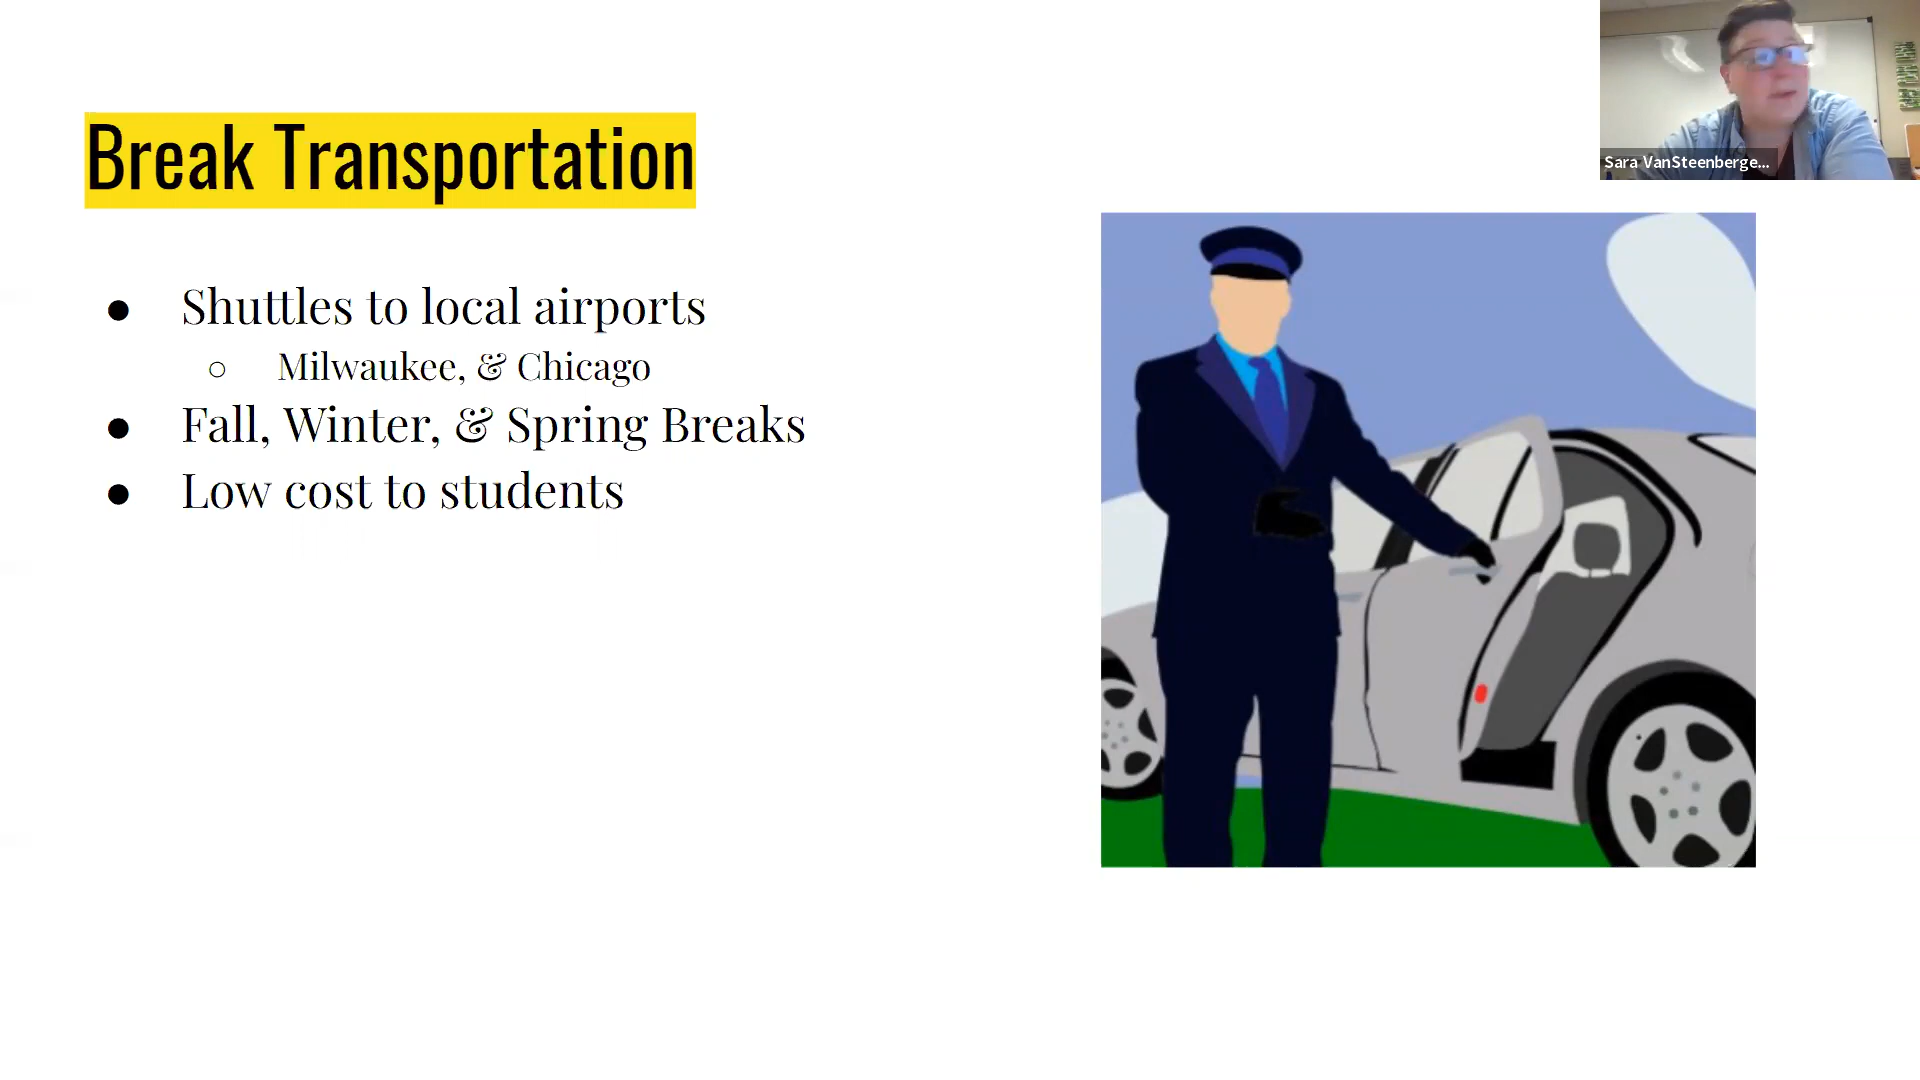 Break Transportation
● Shuttles to local airports
○ Milwaukee, & Chicago
● Fall, Winter, & Spring Breaks
● Low cost to students
Sara VanSteenberge...